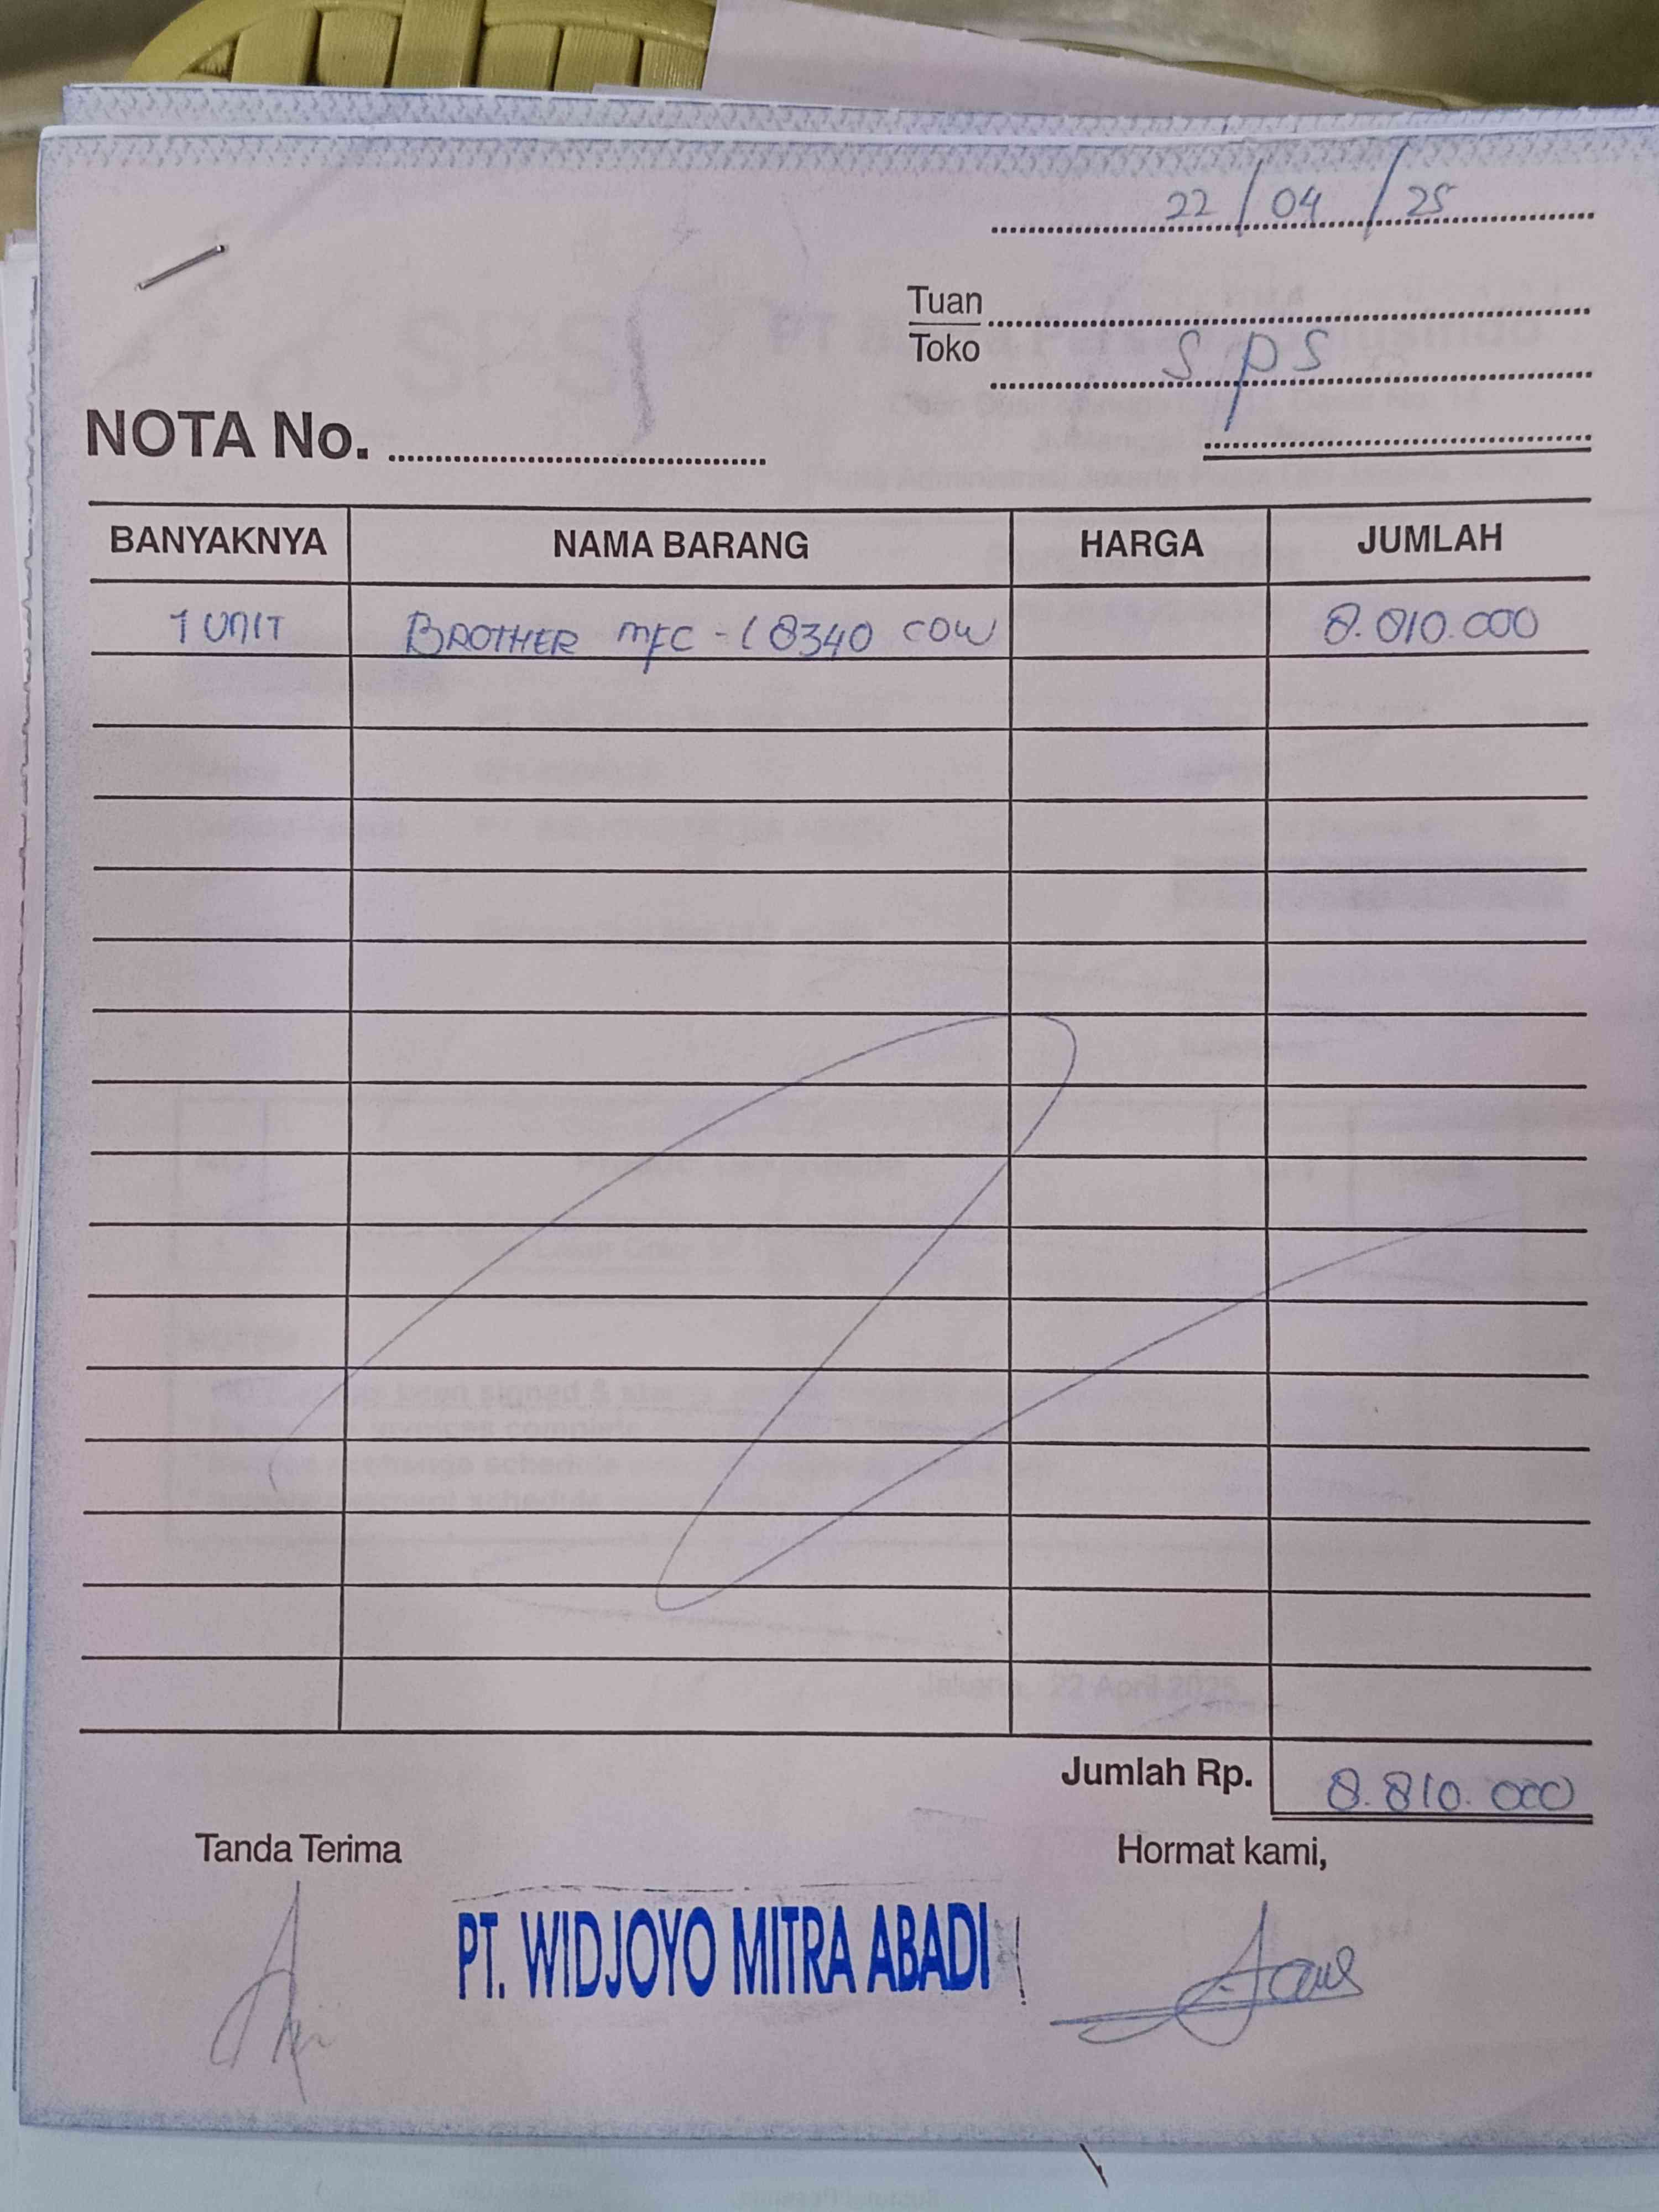 22/04/25
Tuan
Toko
SPS
NOTA No.
BANYAKNYA NAMA BARANG HARGA JUMLAH
1 UNIT BROTHER MFC-L8340 CDW 8.810.000
Jumlah Rp. 8.810.000
Tanda Terima Hormat kami,
PT. WIDJOYO MITRA ABADI